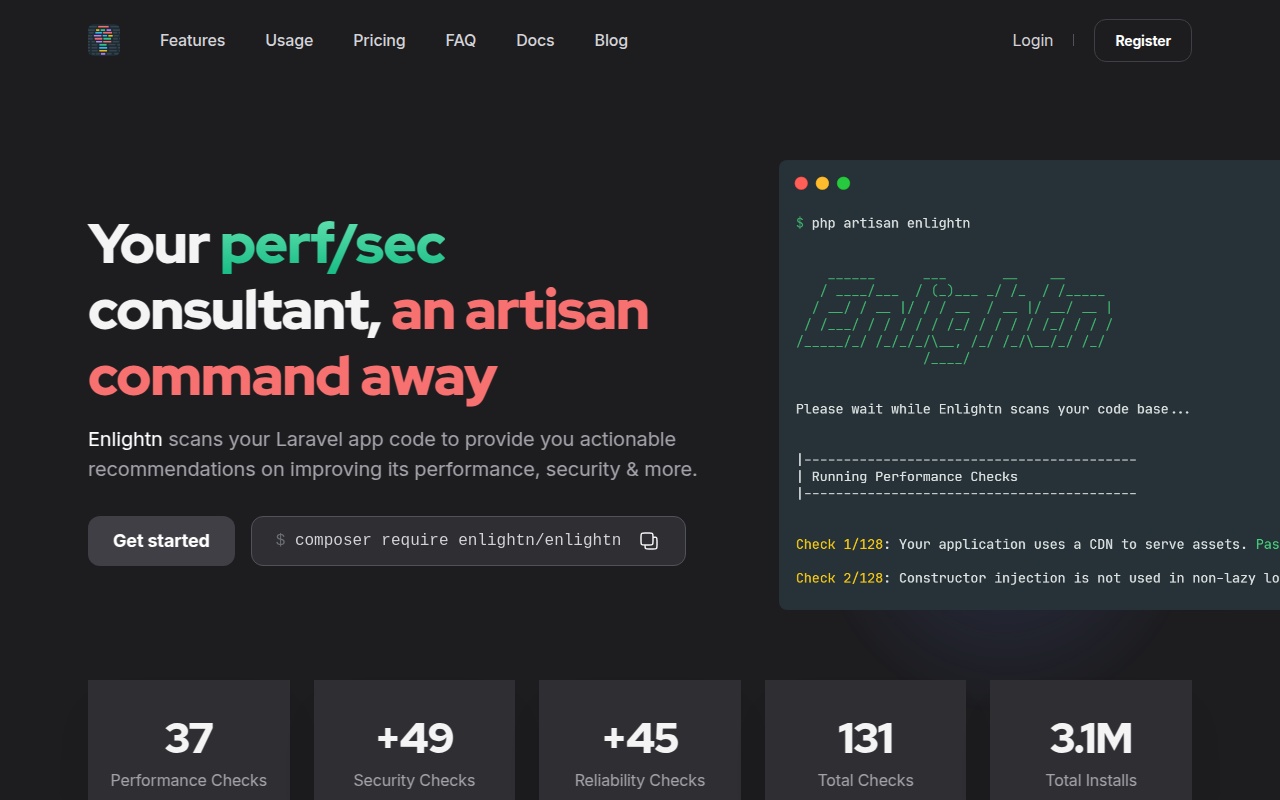 Features
Usage
Pricing
FAQ
Docs
Blog
Login
Register
Your perf/sec
consultant, an artisan
command away
Enlightn scans your Laravel app code to provide you actionable
recommendations on improving its performance, security & more.
Get started
$ composer require enlightn/enlightn
$ php artisan enlightn
Enlightn
Please wait while Enlightn scans your code base...
|------------------------------------------
| Running Performance Checks
|------------------------------------------
Check 1/128: Your application uses a CDN to serve assets.
Check 2/128: Constructor injection is not used in non-lazy
37
Performance Checks
+49
Security Checks
+45
Reliability Checks
131
Total Checks
3.1M
Total Installs